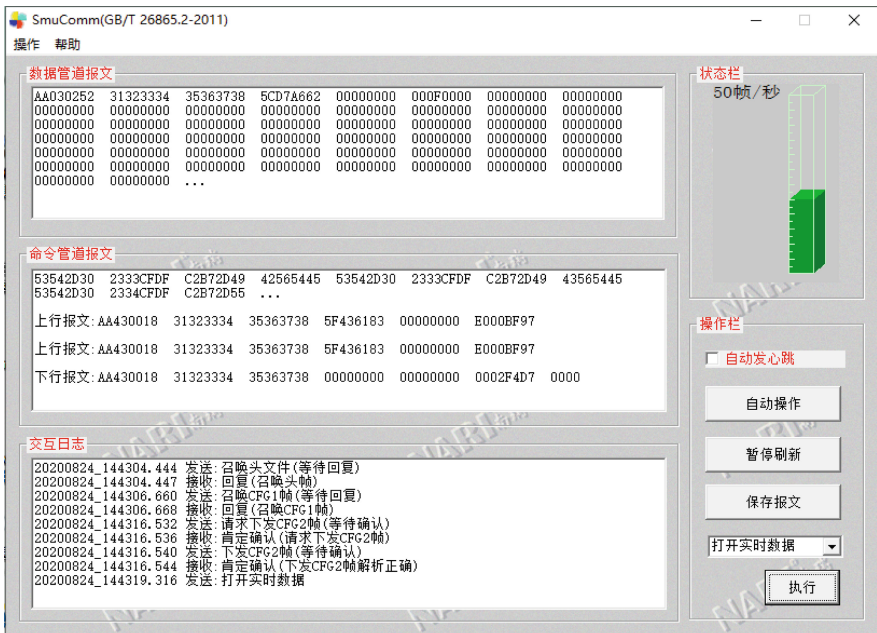 SmuComm(GB/T 26865.2-2011)
操作 帮助
数据管道报文
AA030252 31323334 35363738 5CD7A662 00000000 000F0000 00000000 00000000
00000000 00000000 00000000 00000000 00000000 00000000 00000000 00000000
00000000 00000000 00000000 00000000 00000000 00000000 00000000 00000000
00000000 00000000 00000000 00000000 00000000 00000000 00000000 00000000
00000000 00000000 00000000 00000000 00000000 00000000 00000000 00000000
00000000 00000000 00000000 00000000 00000000 00000000 00000000 00000000
00000000 00000000 ...
命令管道报文
53542D30 2333CFDF C2B72D49 42565445 53542D30 2333CFDF C2B72D49 43565445
53542D30 2334CFDF C2B72D55 ...
上行报文:AA430018 31323334 35363738 5F436183 00000000 E000BF97
上行报文:AA430018 31323334 35363738 5F436183 00000000 E000BF97
下行报文:AA430018 31323334 35363738 00000000 00000000 0002F4D7 0000
交互日志
20200824_144304.444 发送:召唤头文件(等待回复)
20200824_144304.447 接收:回复(召唤头帧)
20200824_144306.660 发送:召唤CFG1帧(等待回复)
20200824_144306.668 接收:回复(召唤CFG1帧)
20200824_144316.532 发送:请求下发CFG2帧(等待确认)
20200824_144316.536 接收:肯定确认(请求下发CFG2帧)
20200824_144316.540 发送:下发CFG2帧(等待确认)
20200824_144316.544 接收:肯定确认(下发CFG2帧解析正确)
20200824_144319.316 发送:打开实时数据
状态栏
50帧/秒
操作栏
自动发心跳
自动操作
暂停刷新
保存报文
打开实时数据
执行